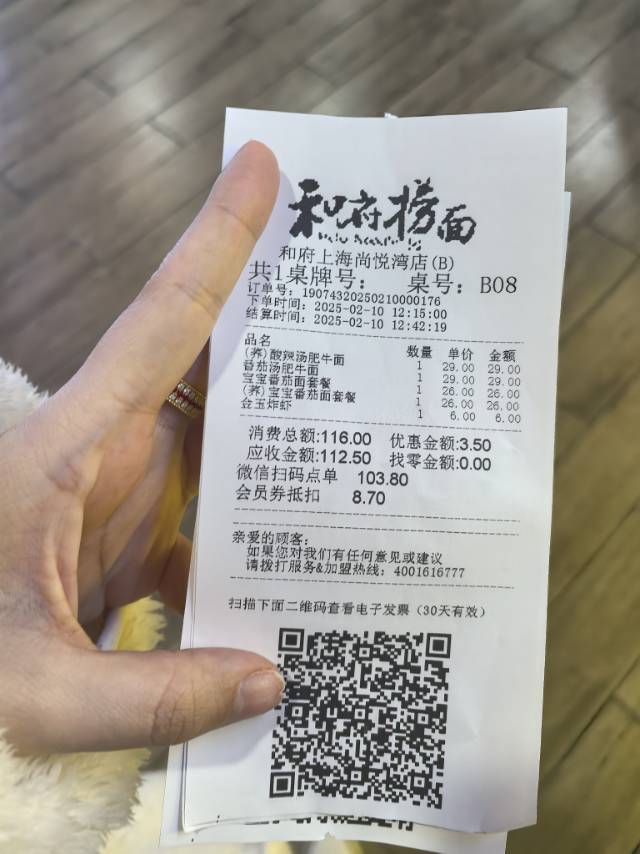 和府捞面
和府上海尚悦湾店(B)
共1桌牌号: 桌号: B08
订单号: 19074320250210000176
下单时间: 2025-02-10 12:15:00
结算时间: 2025-02-10 12:42:19
品名 数量 单价 金额
(荞)酸辣汤肥牛面 1 29.00 29.00
番茄汤肥牛面 1 29.00 29.00
宝宝番茄面套餐 1 26.00 26.00
(荞)宝宝番茄面套餐 1 26.00 26.00
金玉炸虾 1 6.00 6.00
消费总额:116.00 优惠金额:3.50
应收金额:112.50 找零金额:0.00
微信扫码点单 103.80
会员券抵扣 8.70
亲爱的顾客:
如果您对我们有任何意见或建议
请拨打服务&加盟热线: 4001616777
扫描下面二维码查看电子发票(30天有效)